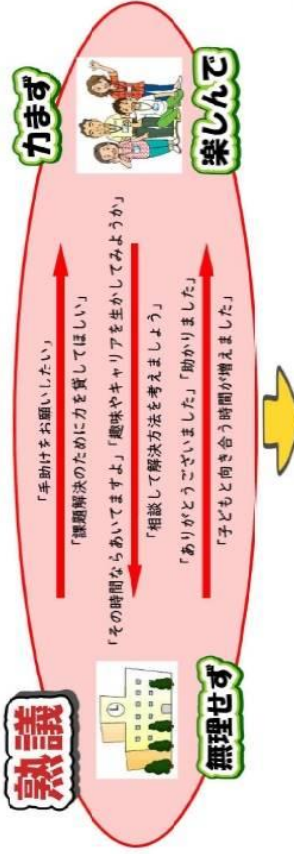 熟議
力まず
「手助けをお願いしたい」
「課題解決のために力を貸してほしい」
「その時間ならあいてますよ」「趣味やキャリアを生かしてみようか」
「相談して解決方法を考えましょう」
「ありがとうございました」「助かりました」
「子どもと向き合う時間が増えました」
無理せず
楽しんで